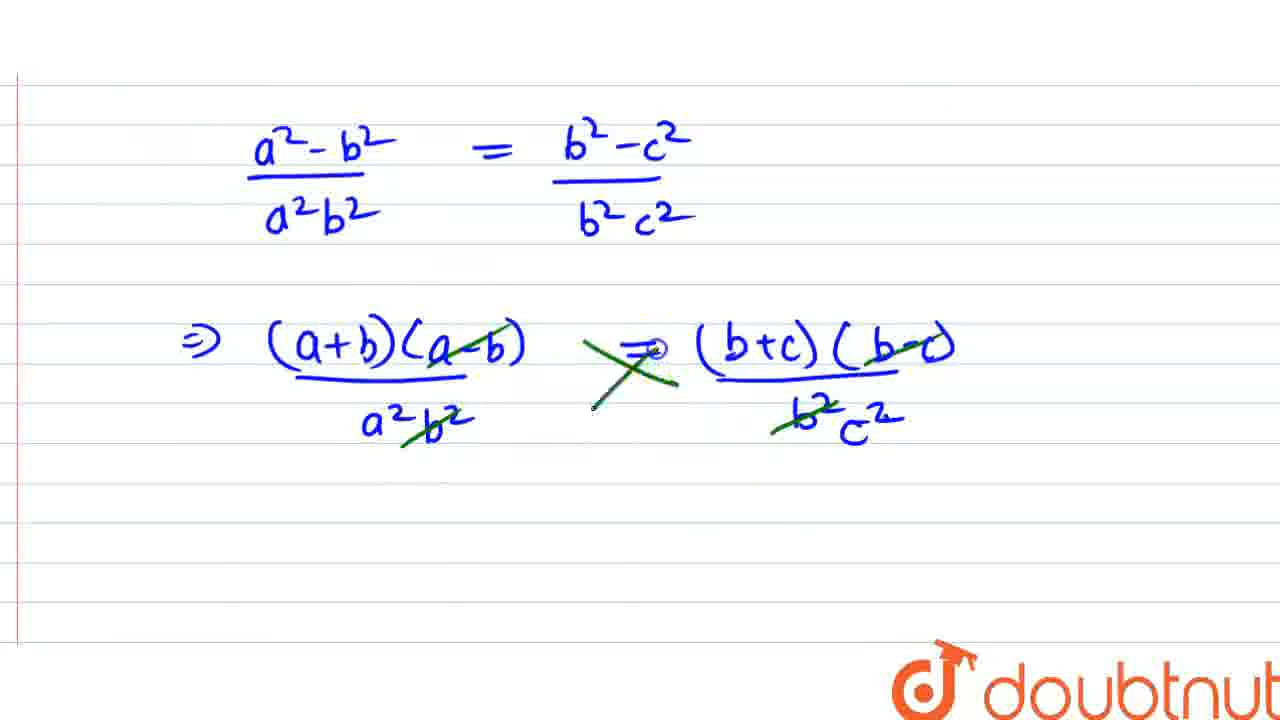 a²-b² / a²b² = b²-c² / b²c²
⇒ (a+b)(a-b) / a²b² = (b+c)(b-c) / b²c²
doubtnut